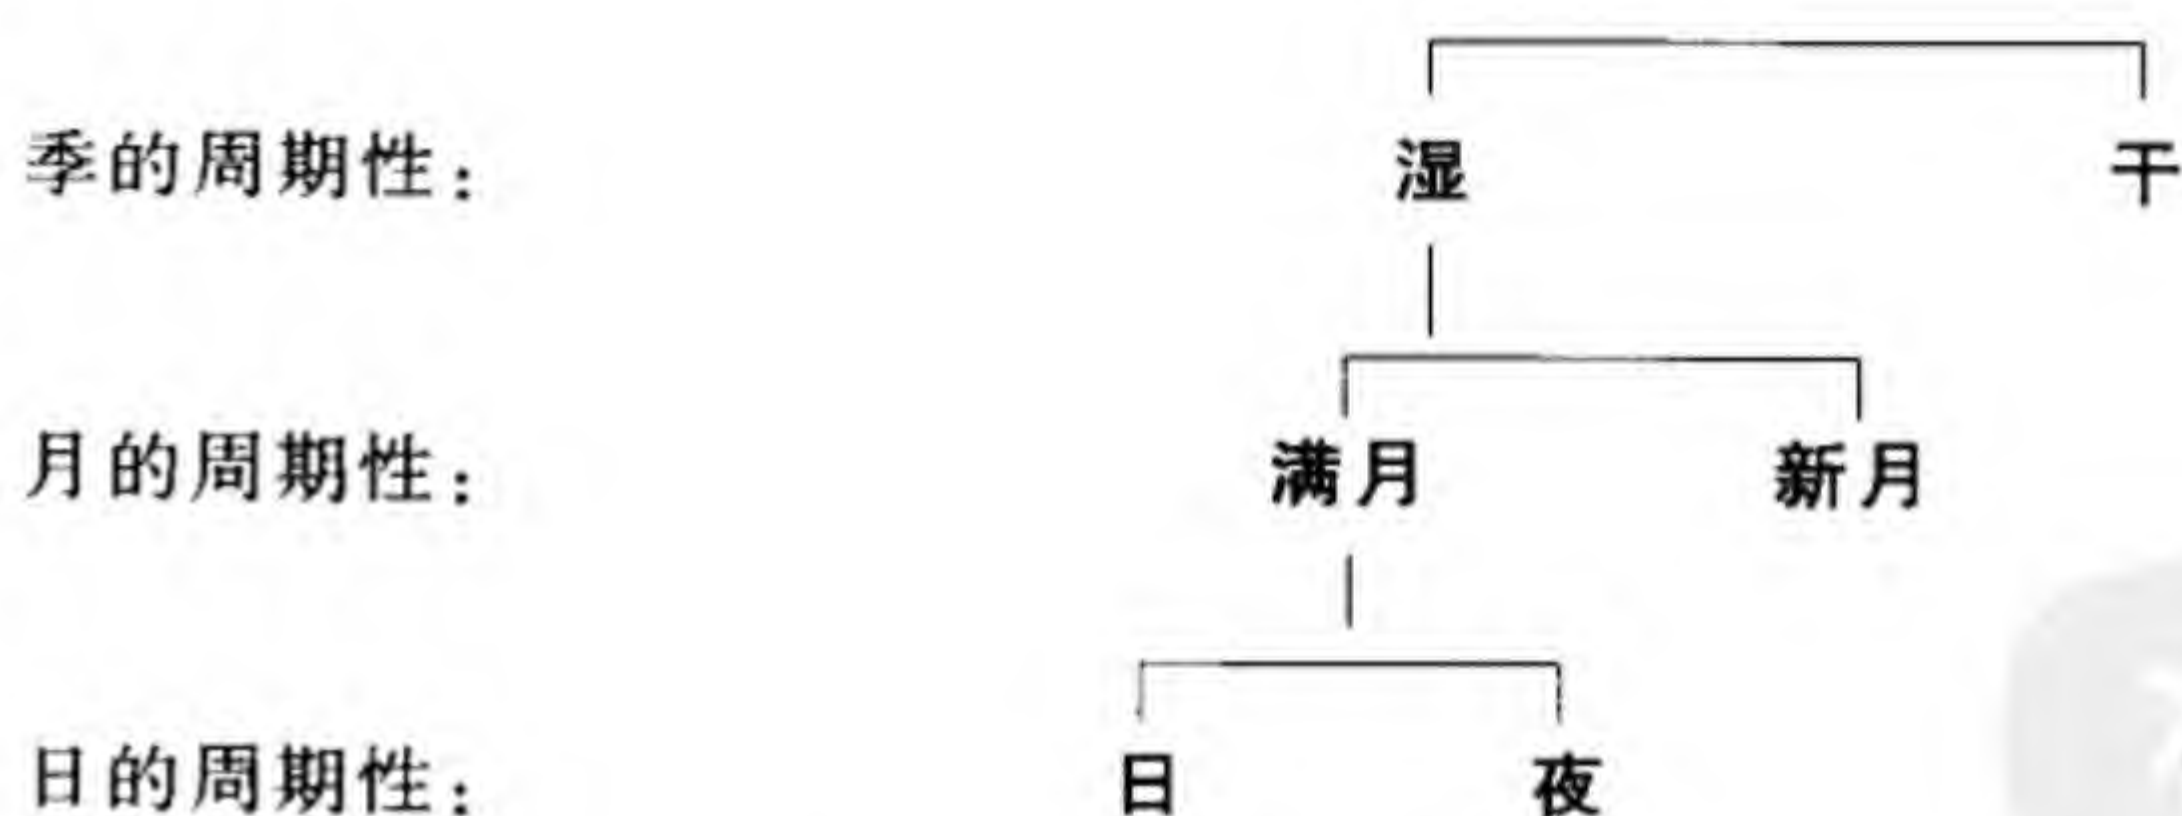 季的周期性： 湿 干
月的周期性： 满月 新月
日的周期性： 日 夜